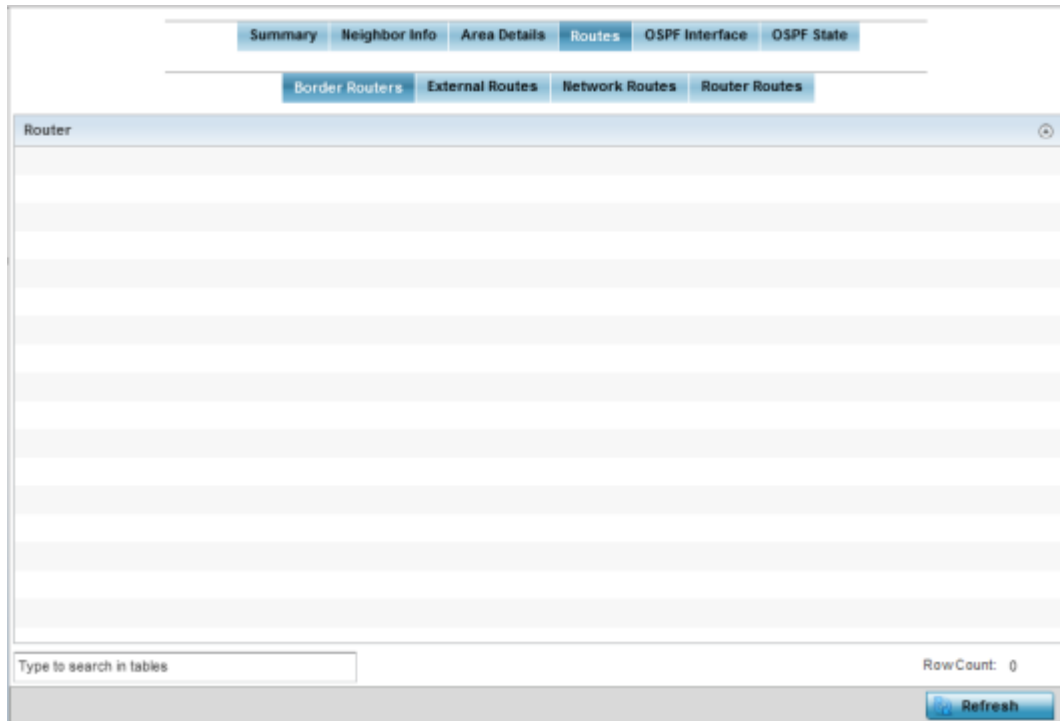 Summary Neighbor Info Area Details Routes OSPF Interface OSPF State
Border Routers External Routes Network Routes Router Routes
Router
Type to search in tables Row Count: 0
Refresh